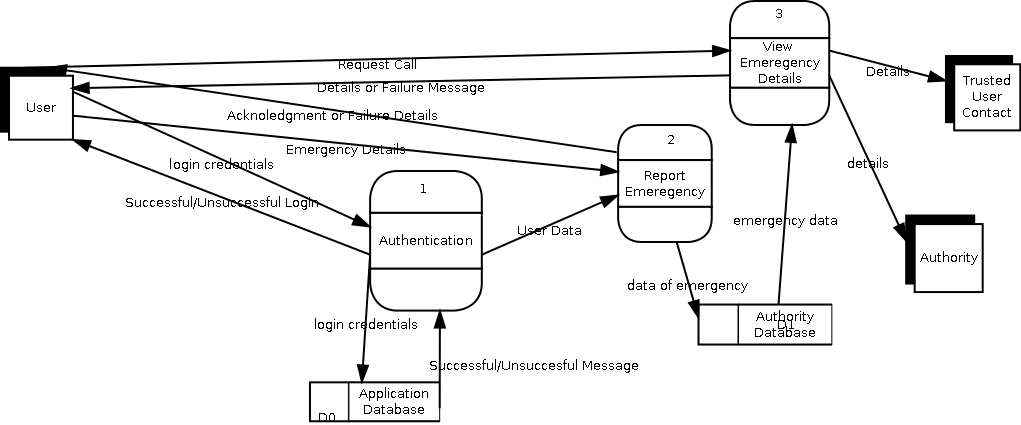 3
View
Emeregency
Details
Request Call
Details or Failure Message
Details
Trusted
User
Contact
User
Acknoledgment or Failure Details
2
Emergency Details
login credentials
details
Report
Emeregency
1
Successful/Unsuccessful Login
emergency data
User Data
Authentication
Authority
data of emergency
login credentials
Authority
Database
D1
Successful/Unsuccesful Message
Application
Database
D0